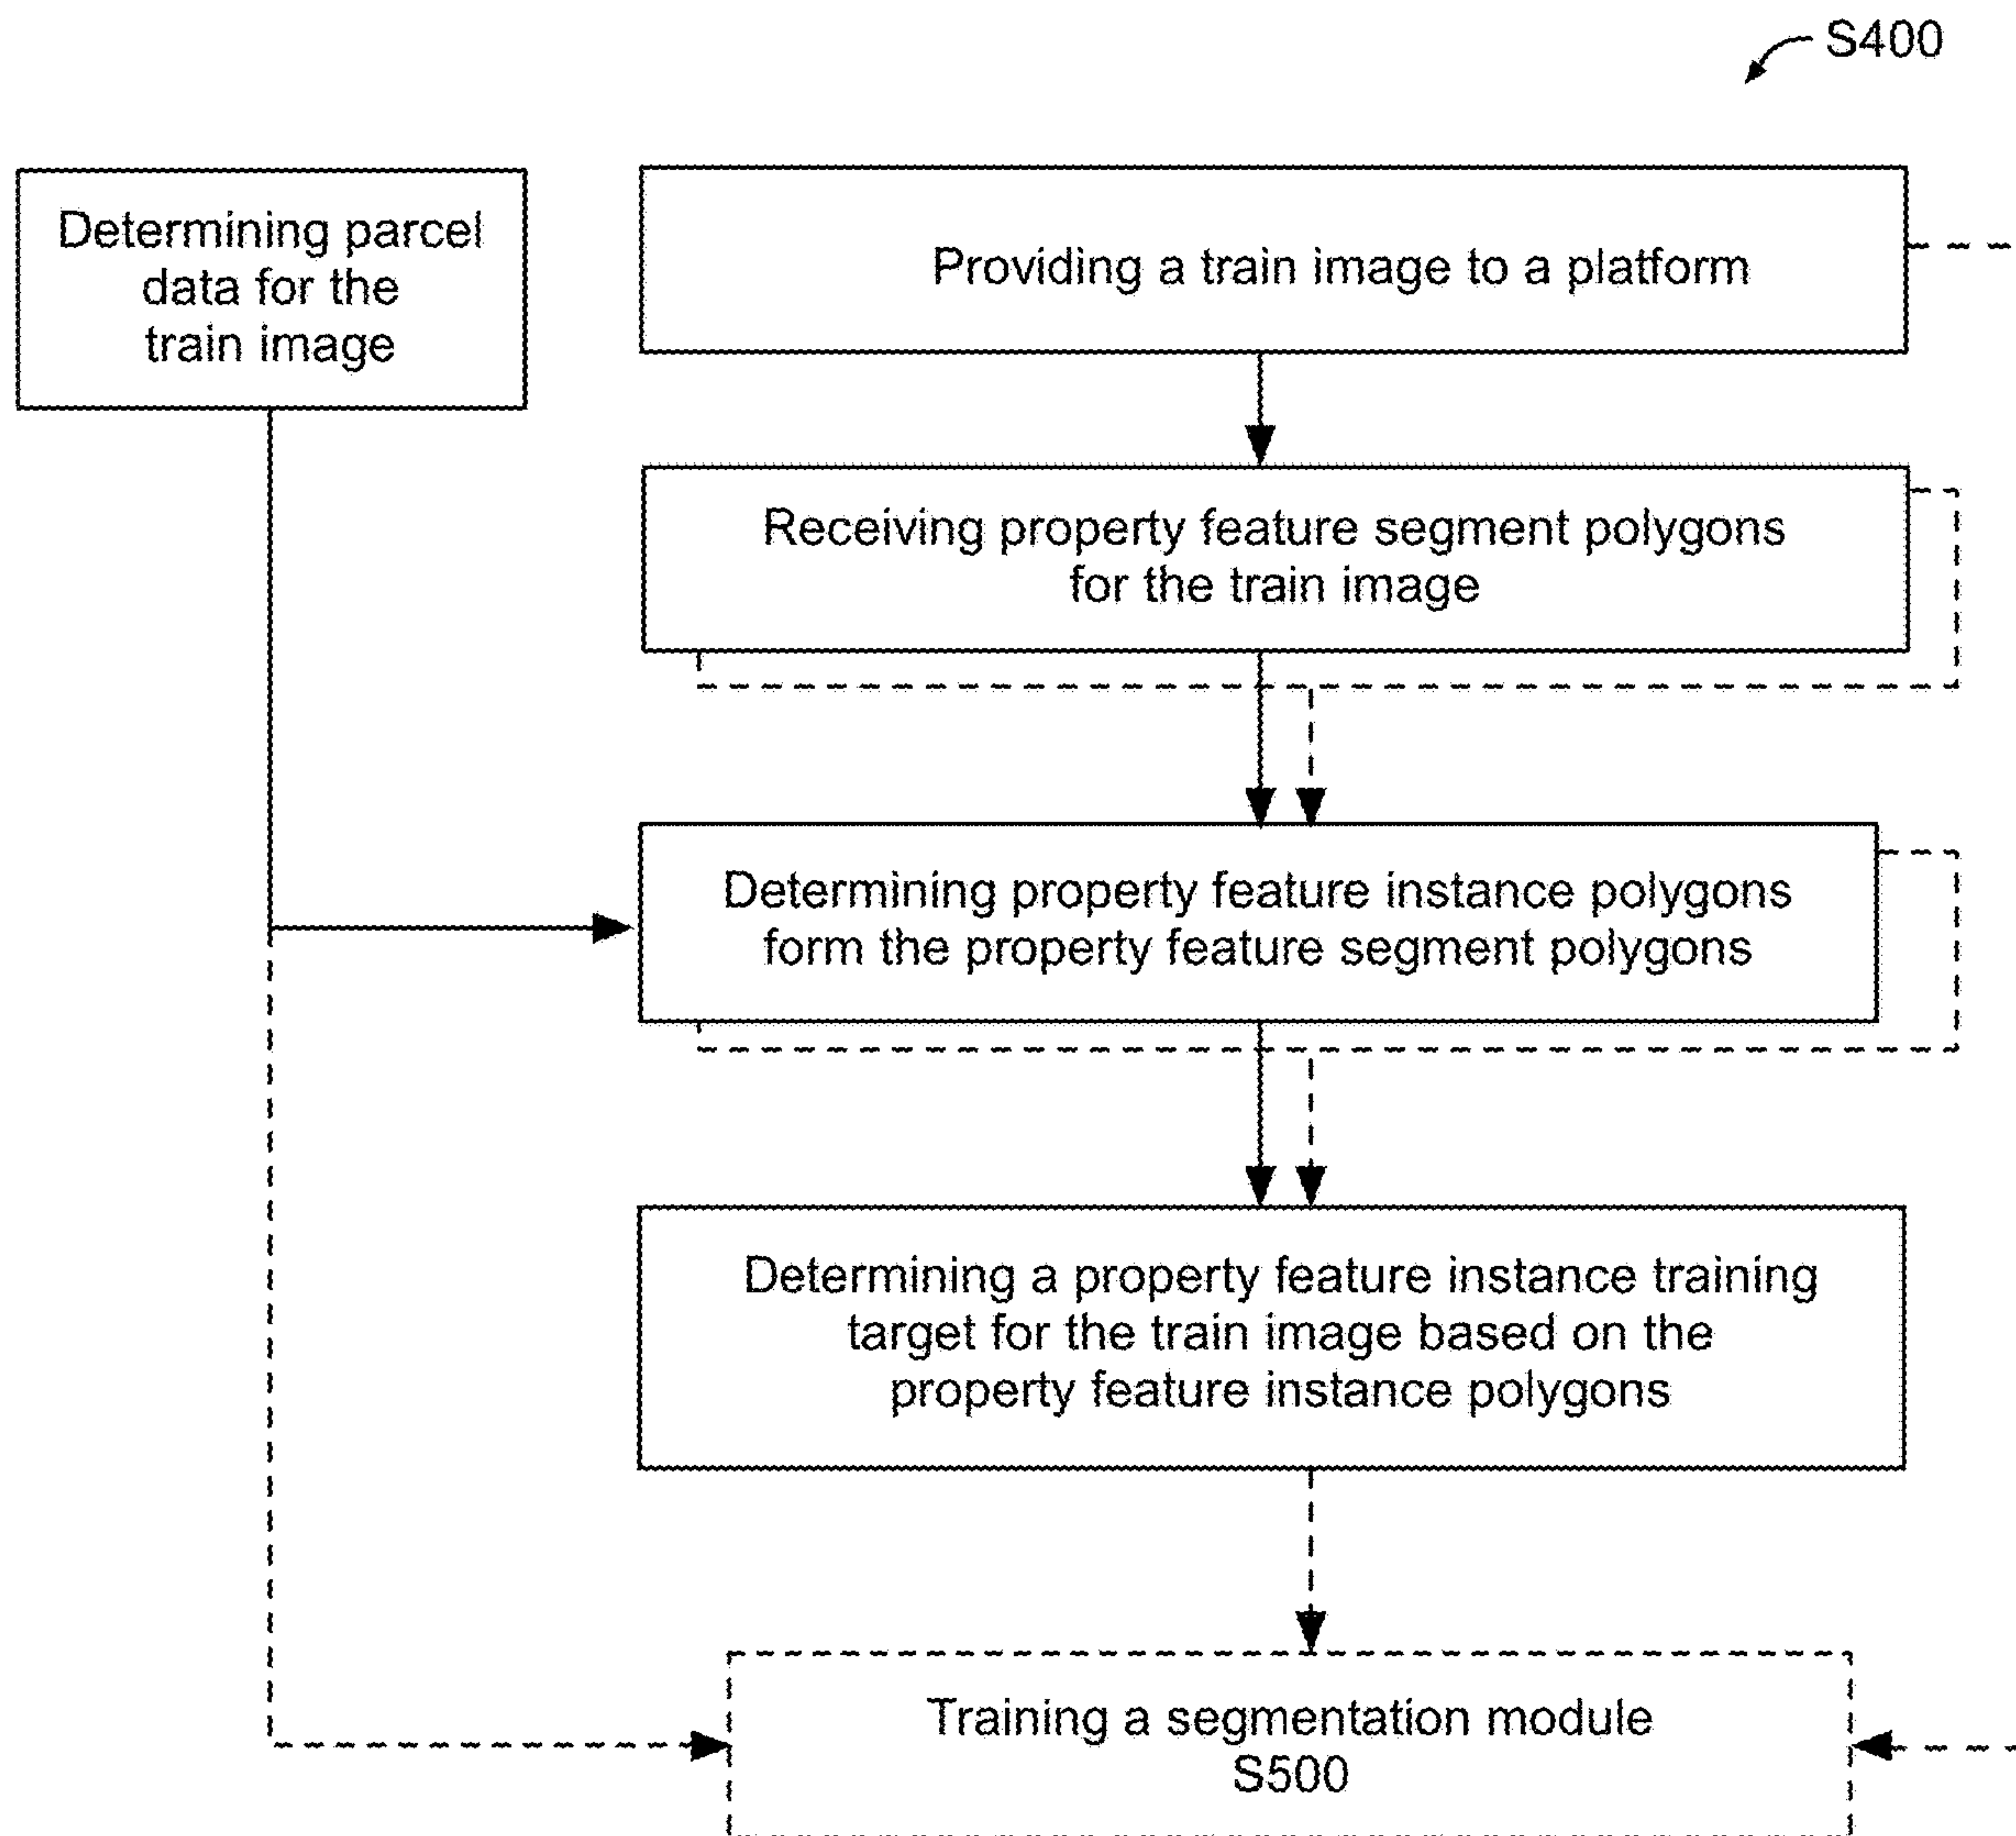 S400
Determining parcel
data for the
train image
Providing a train image to a platform
Receiving property feature segment polygons
for the train image
Determining property feature instance polygons
form the property feature segment polygons
Determining a property feature instance training
target for the train image based on the
property feature instance polygons
Training a segmentation module
S500